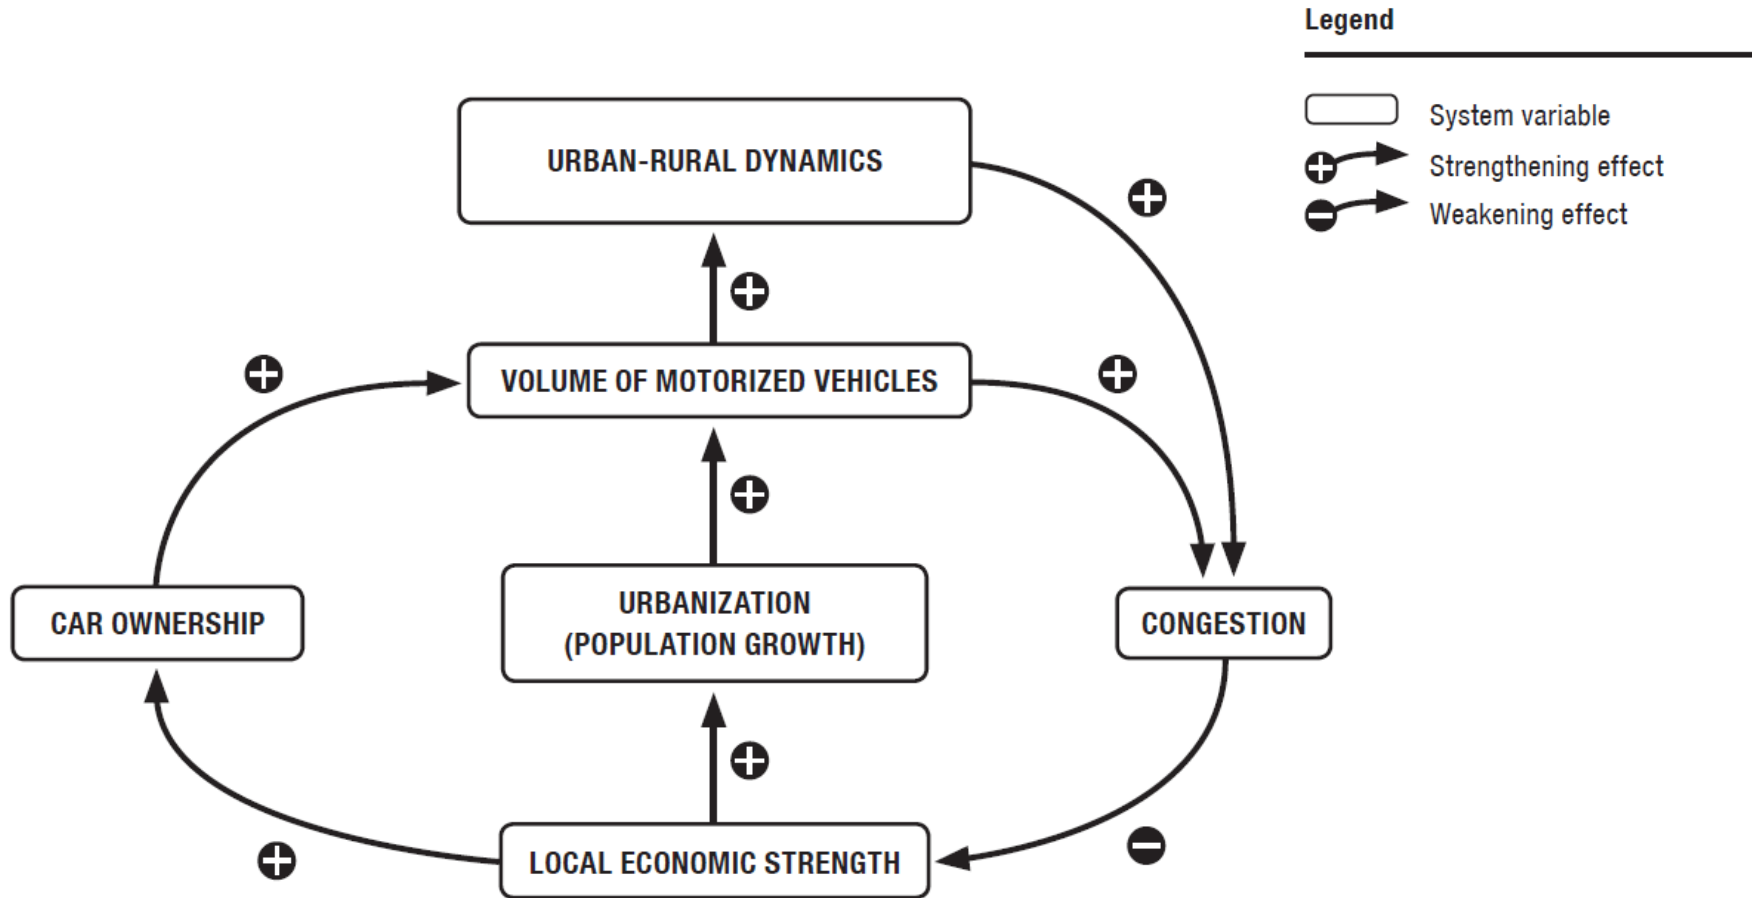 Legend
System variable
Strengthening effect
Weakening effect
URBAN-RURAL DYNAMICS
VOLUME OF MOTORIZED VEHICLES
CAR OWNERSHIP
URBANIZATION
(POPULATION GROWTH)
CONGESTION
LOCAL ECONOMIC STRENGTH